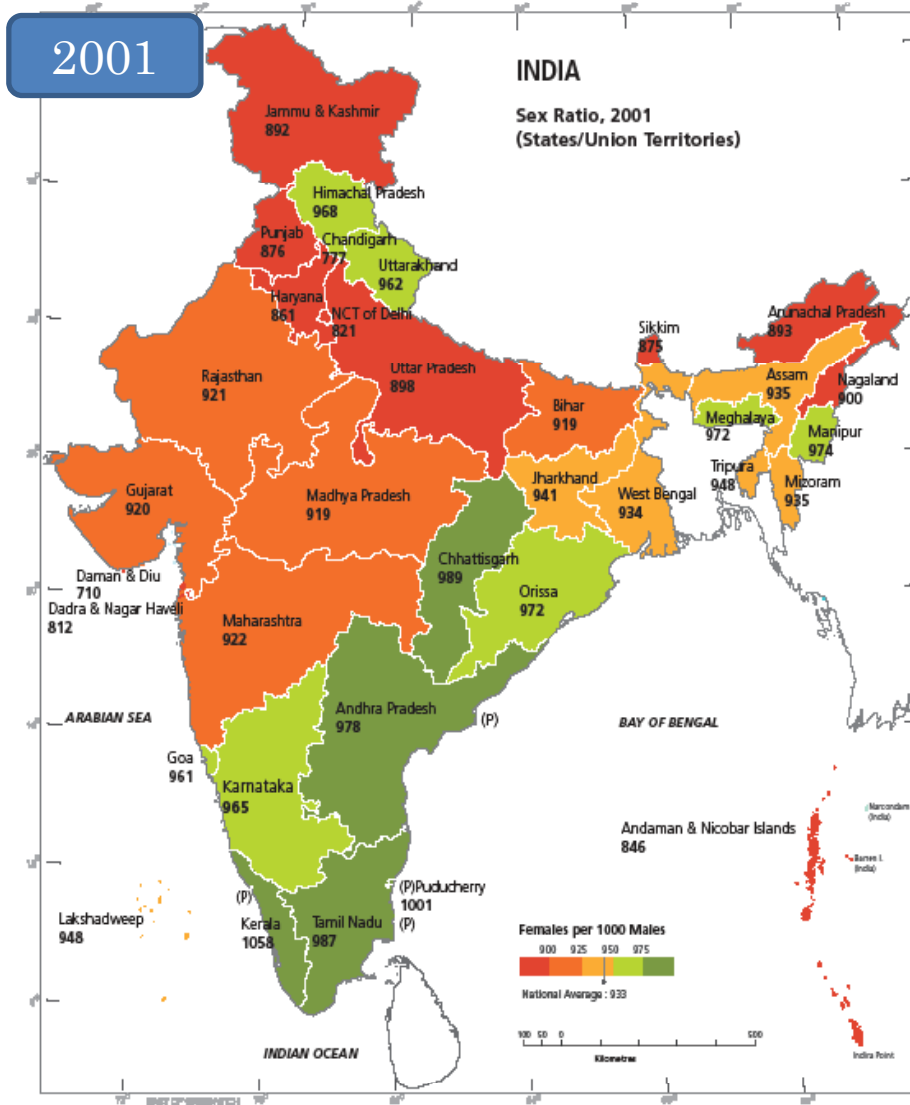 2001
INDIA
Sex Ratio, 2001
(States/Union Territories)
Jammu & Kashmir
892
Himachal Pradesh
968
Punjab
876
Chandigarh
777
Uttarakhand
962
Haryana
861
NCT of Delhi
821
Rajasthan
921
Uttar Pradesh
898
Bihar
919
Sikkim
875
Arunachal Pradesh
893
Assam
935
Nagaland
900
Meghalaya
972
Manipur
974
Tripura
948
Mizoram
935
Gujarat
920
Madhya Pradesh
919
Jharkhand
941
West Bengal
934
Chhattisgarh
989
Orissa
972
Daman & Diu
710
Dadra & Nagar Haveli
812
Maharashtra
922
ARABIAN SEA
Andhra Pradesh
978
(P)
BAY OF BENGAL
Goa
961
Karnataka
965
Andaman & Nicobar Islands
846
Narcondam
(India)
Barren I.
(India)
Lakshadweep
948
(P)
Kerala
1058
Tamil Nadu
987
(P)Puducherry
1001
(P)
Females per 1000 Males
900 925 950 975
National Average : 933
100 50 0 500
Kilometres
Indira Point
INDIAN OCEAN